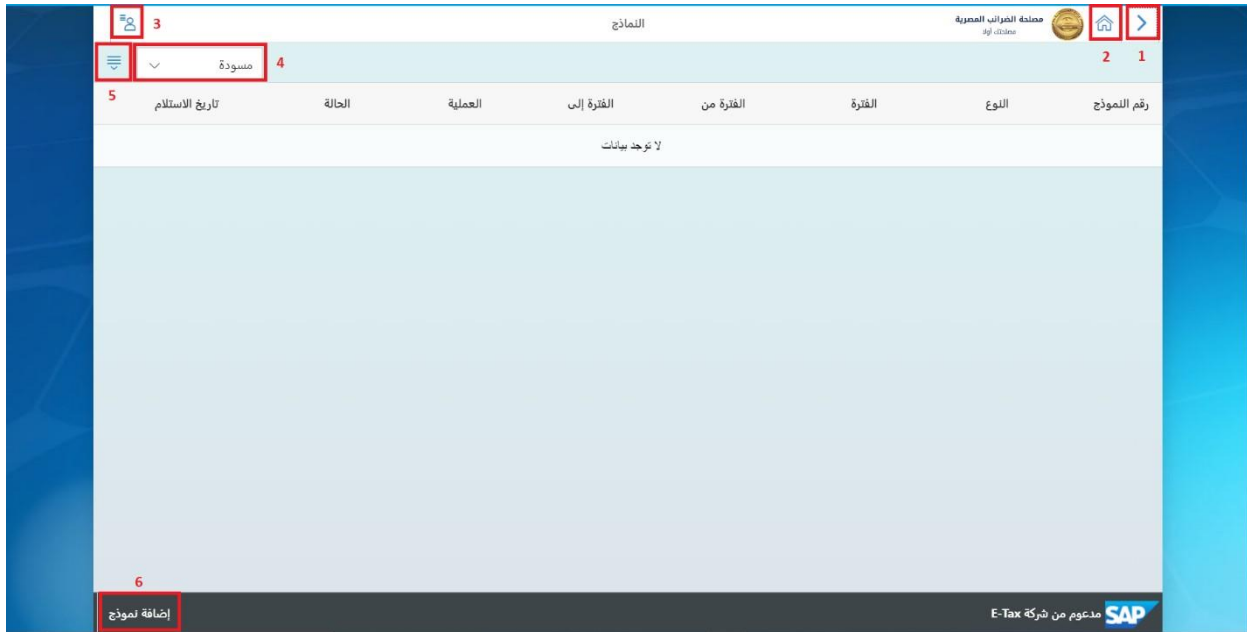 مصلحة الضرائب المصرية
مصلحتك أولا
النماذج
1
2
3
مسودة
4
5
رقم النموذج
النوع
الفترة
الفترة من
الفترة إلى
العملية
الحالة
تاريخ الاستلام
لا توجد بيانات
6
SAP مدعوم من شركة E-Tax
إضافة نموذج